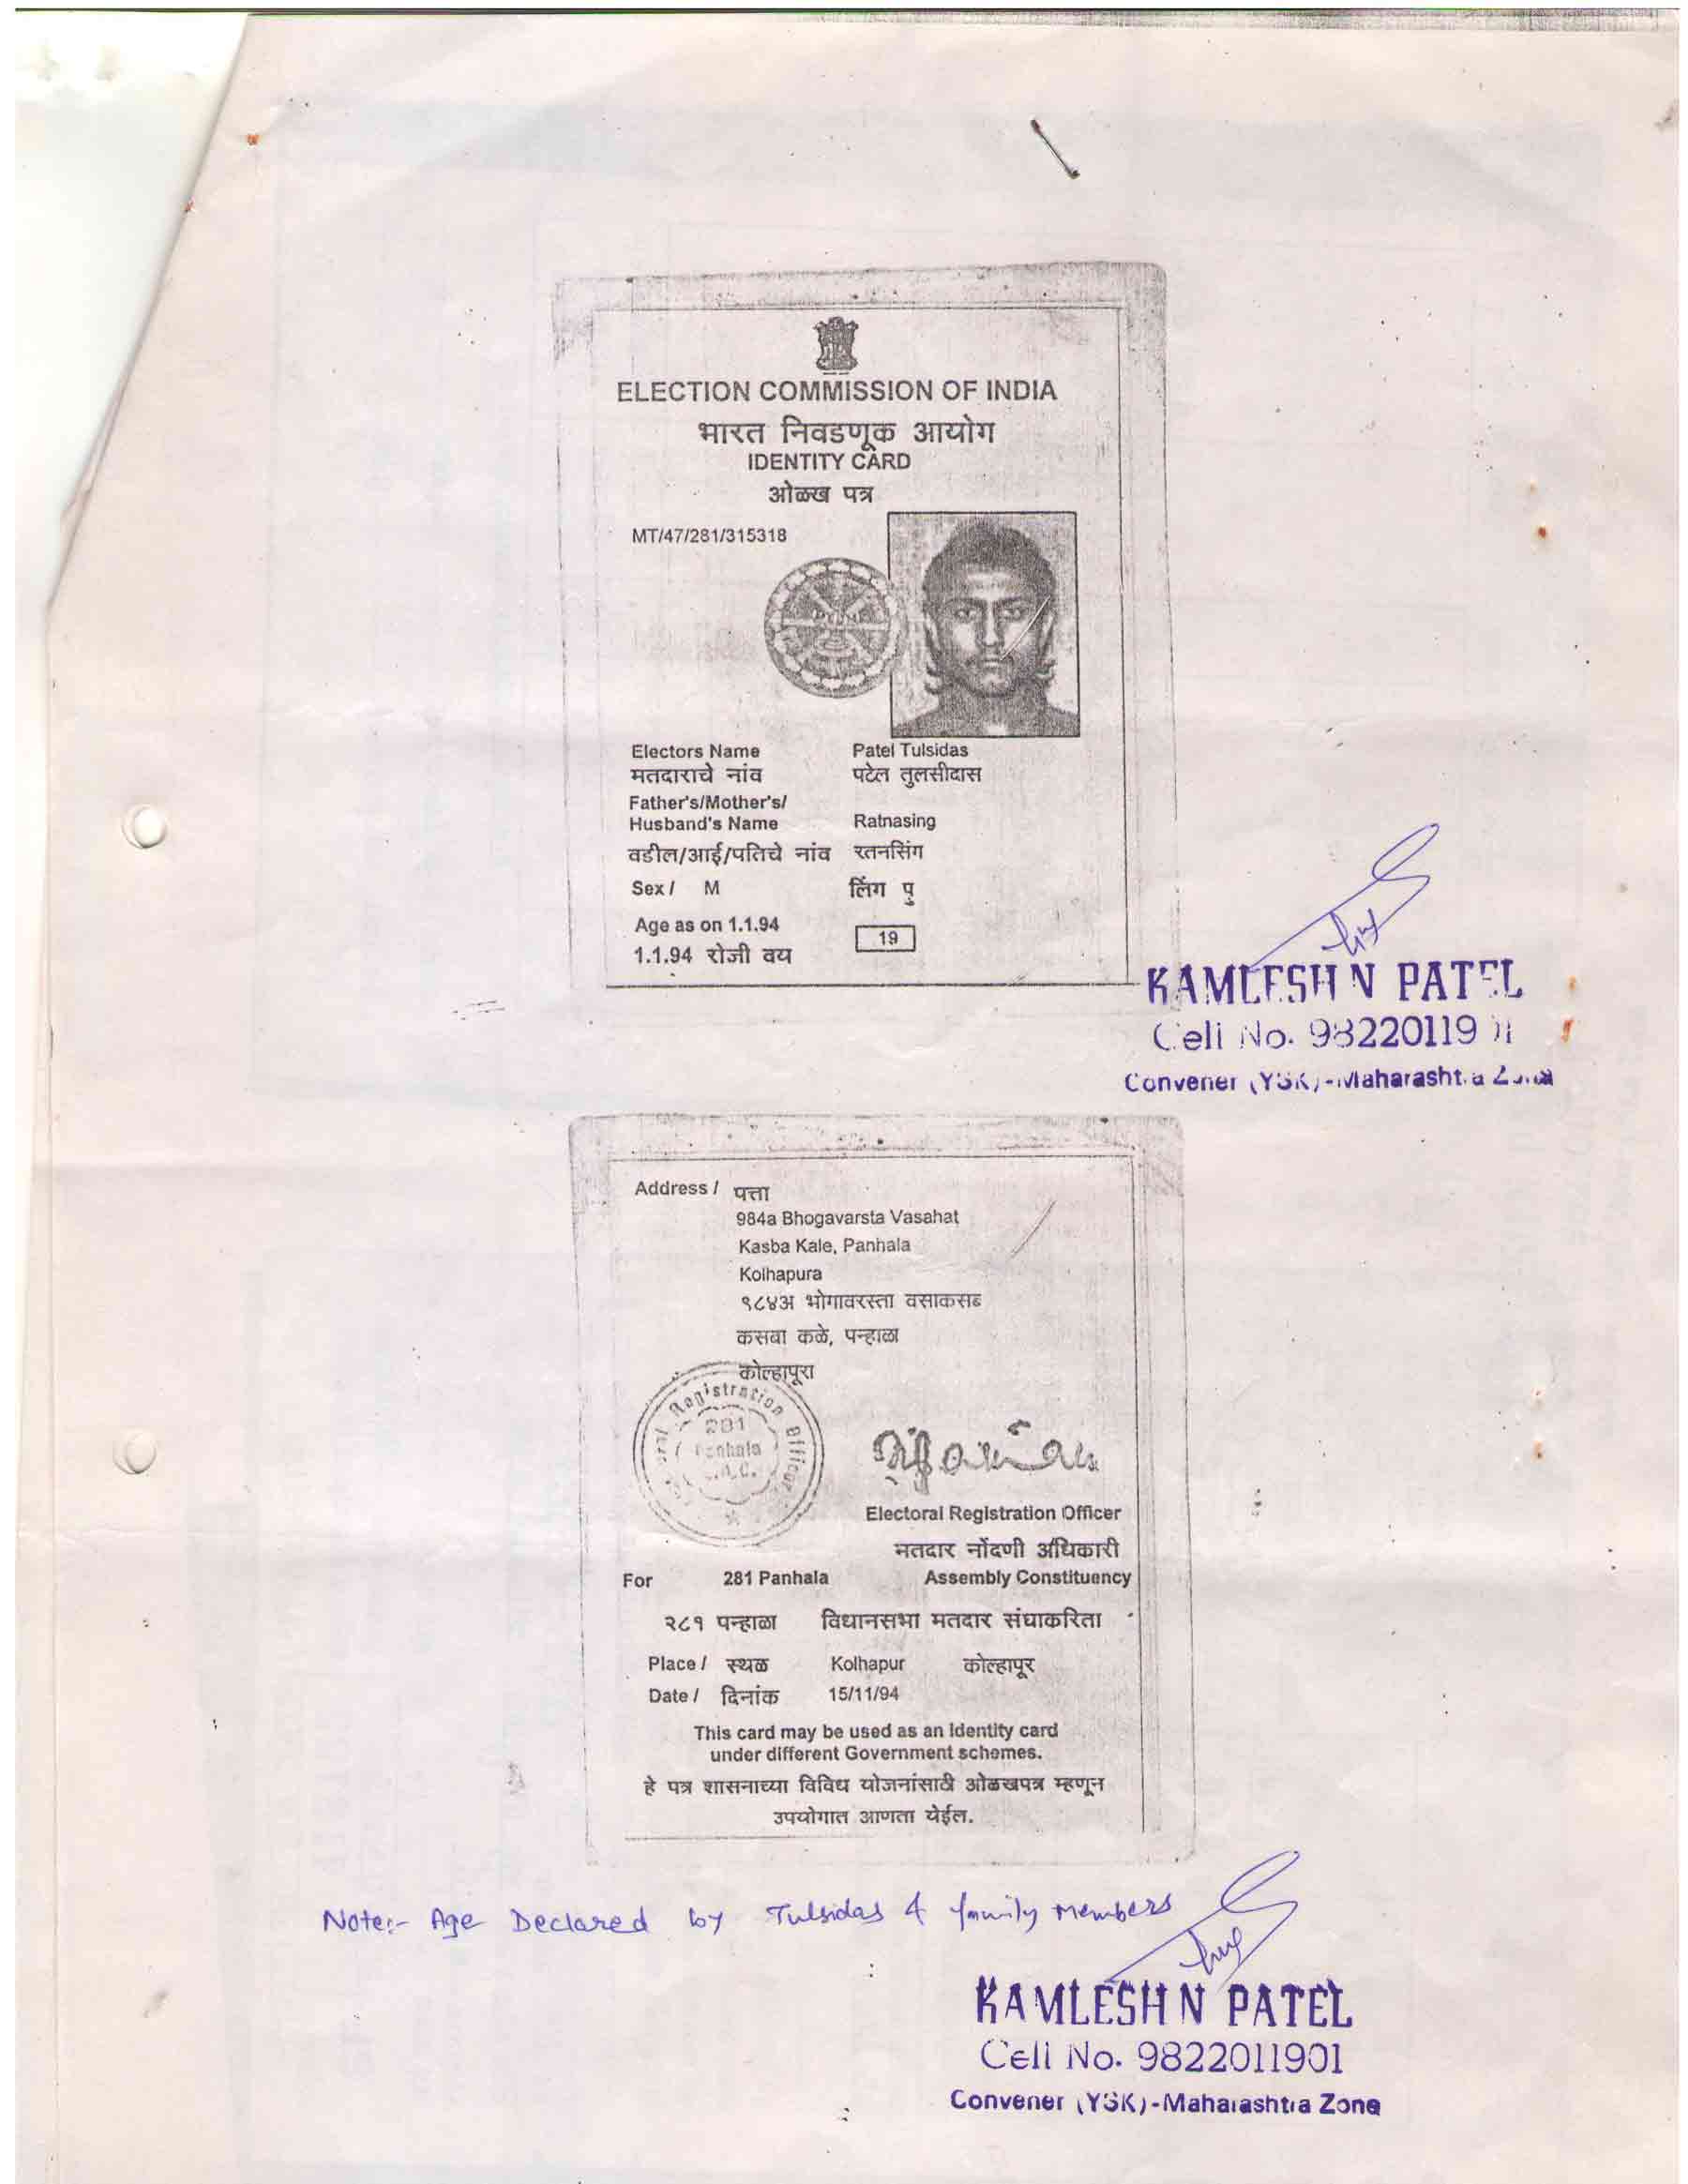 ELECTION COMMISSION OF INDIA
भारत निवडणूक आयोग
IDENTITY CARD
ओळख पत्र
MT/47/281/315318
Electors Name Patel Tulsidas
मतदाराचे नांव पटेल तुलसीदास
Father's/Mother's/
Husband's Name Ratnasing
वडील/आई/पतिचे नांव रतनसिंग
Sex / M लिंग पु
Age as on 1.1.94
19
1.1.94 रोजी वय
KAMLESH N PATEL
Cell No. 98220119
Convener (YSK)-Maharashtra Zone
Address / पत्ता
984a Bhogavarsta Vasahat
Kasba Kale, Panhala
Kolhapura
९८४अ भोगावरस्ता वसाकसब
कसबा कळे, पन्हाळा
कोल्हापूरा
Registration Officer
281
Panhala
Electoral Registration Officer
मतदार नोंदणी अधिकारी
For 281 Panhala Assembly Constituency
२८१ पन्हाळा विधानसभा मतदार संघाकरिता
Place / स्थळ Kolhapur कोल्हापूर
Date / दिनांक 15/11/94
This card may be used as an Identity card
under different Government schemes.
हे पत्र शासनाच्या विविध योजनांसाठी ओळखपत्र म्हणून
उपयोगात आणता येईल.
Note:- Age Declared by Tulsidas & family Members
KAMLESH N PATEL
Cell No. 9822011901
Convener (YSK)-Maharashtra Zone